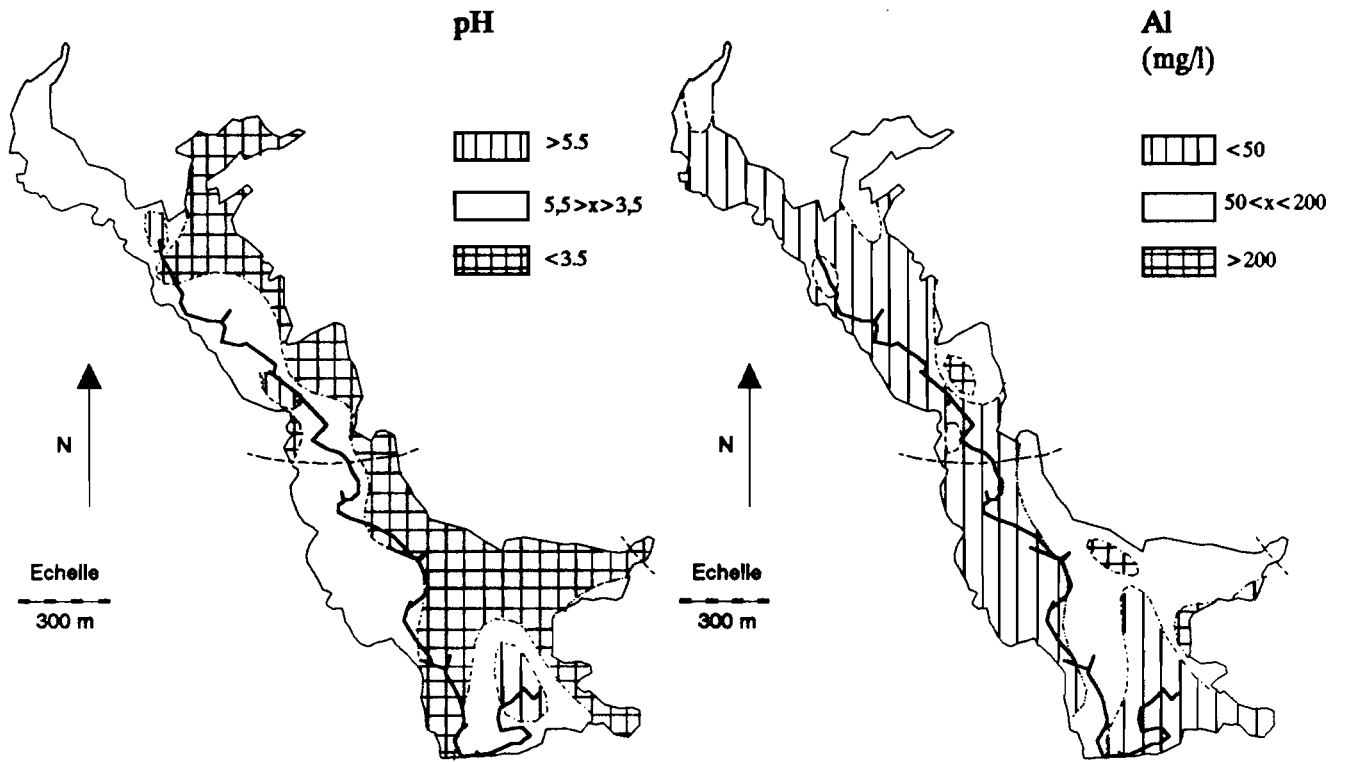 pH
>5.5
5,5>x>3,5
<3.5
N
Echelle
300 m
Al
(mg/l)
<50
50<x<200
>200
N
Echelle
300 m